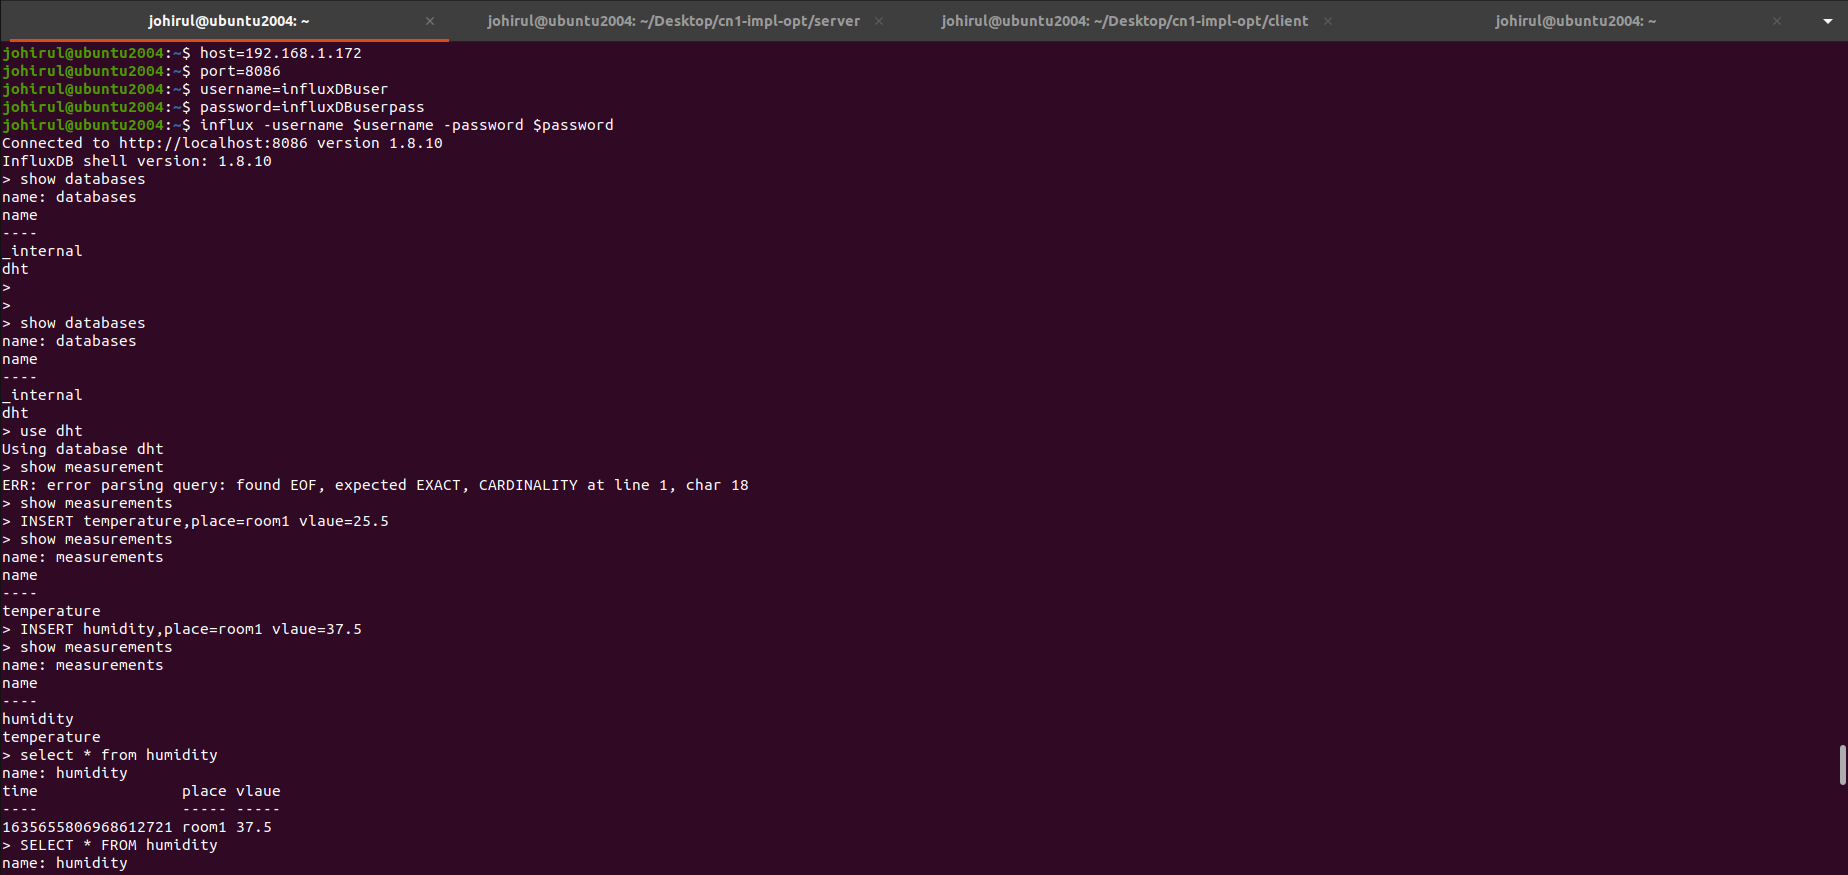 johirul@ubuntu2004: ~ × johirul@ubuntu2004: ~/Desktop/cn1-impl-opt/server × johirul@ubuntu2004: ~/Desktop/cn1-impl-opt/client × johirul@ubuntu2004: ~ ×
johirul@ubuntu2004:~$ host=192.168.1.172
johirul@ubuntu2004:~$ port=8086
johirul@ubuntu2004:~$ username=influxDBuser
johirul@ubuntu2004:~$ password=influxDBuserpass
johirul@ubuntu2004:~$ influx -username $username -password $password
Connected to http://localhost:8086 version 1.8.10
InfluxDB shell version: 1.8.10
> show databases
name: databases
name
----
_internal
dht
>
>
> show databases
name: databases
name
----
_internal
dht
> use dht
Using database dht
> show measurement
ERR: error parsing query: found EOF, expected EXACT, CARDINALITY at line 1, char 18
> show measurements
> INSERT temperature,place=room1 vlaue=25.5
> show measurements
name: measurements
name
----
temperature
> INSERT humidity,place=room1 vlaue=37.5
> show measurements
name: measurements
name
----
humidity
temperature
> select * from humidity
name: humidity
time                place vlaue
----                ----- -----
1635655806968612721 room1 37.5
> SELECT * FROM humidity
name: humidity